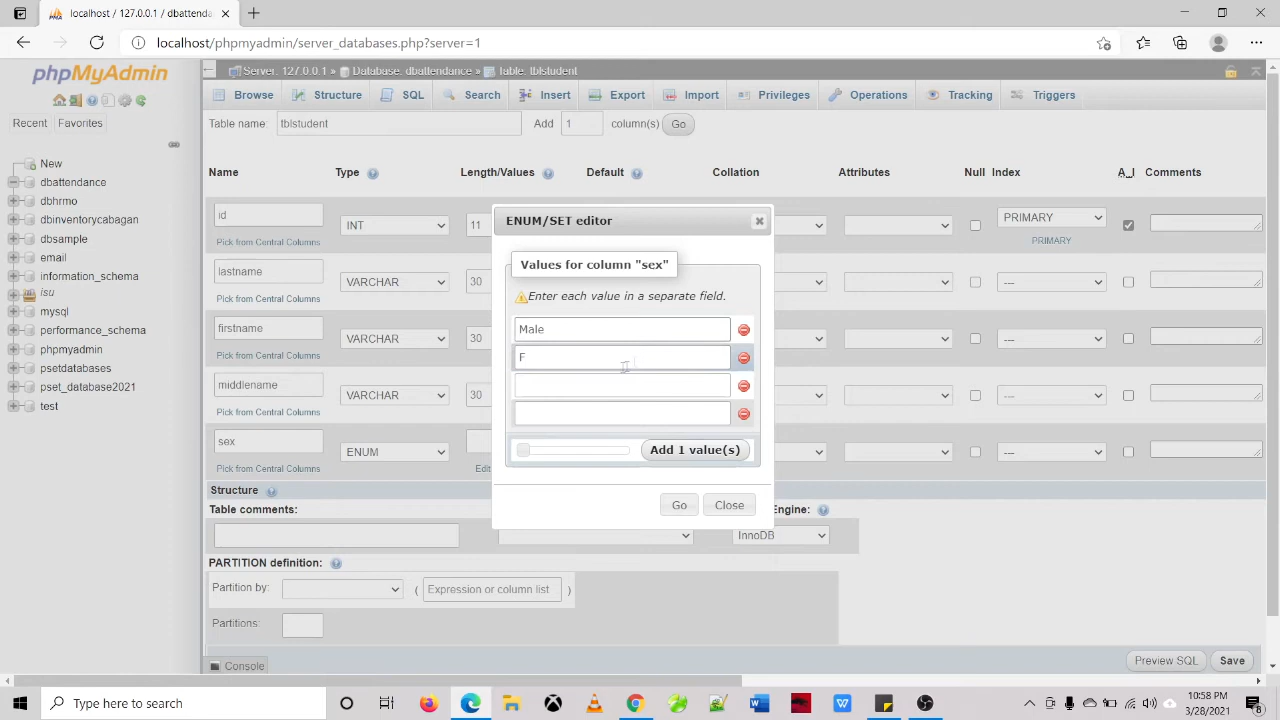 localhost / 127.0.0.1 / dbattend
localhost/phpmyadmin/server_databases.php?server=1
phpMyAdmin
Recent Favorites
New
dbattendance
dbhrmo
dbinventorycabagan
dbsample
email
information_schema
isu
mysql
performance_schema
phpmyadmin
psetdatabases
pset_database2021
test
Server: 127.0.0.1 » Database: dbattendance » Table: tblstudent
Browse Structure SQL Search Insert Export Import Privileges Operations Tracking Triggers
Table name: tblstudent Add 1 column(s) Go
Name Type Length/Values Default Collation Attributes Null Index A_I Comments
id INT 11 PRIMARY
Pick from Central Columns PRIMARY
lastname VARCHAR 30 ---
Pick from Central Columns
firstname VARCHAR 30 ---
Pick from Central Columns
middlename VARCHAR 30 ---
Pick from Central Columns
sex ENUM ---
Pick from Central Columns Edit
ENUM/SET editor
Values for column "sex"
Enter each value in a separate field.
Male
F
Add 1 value(s)
Go Close
Structure
Table comments: Engine:
InnoDB
PARTITION definition:
Partition by: ( Expression or column list )
Partitions:
Console Preview SQL Save
Type here to search
10:58 PM
3/28/2021